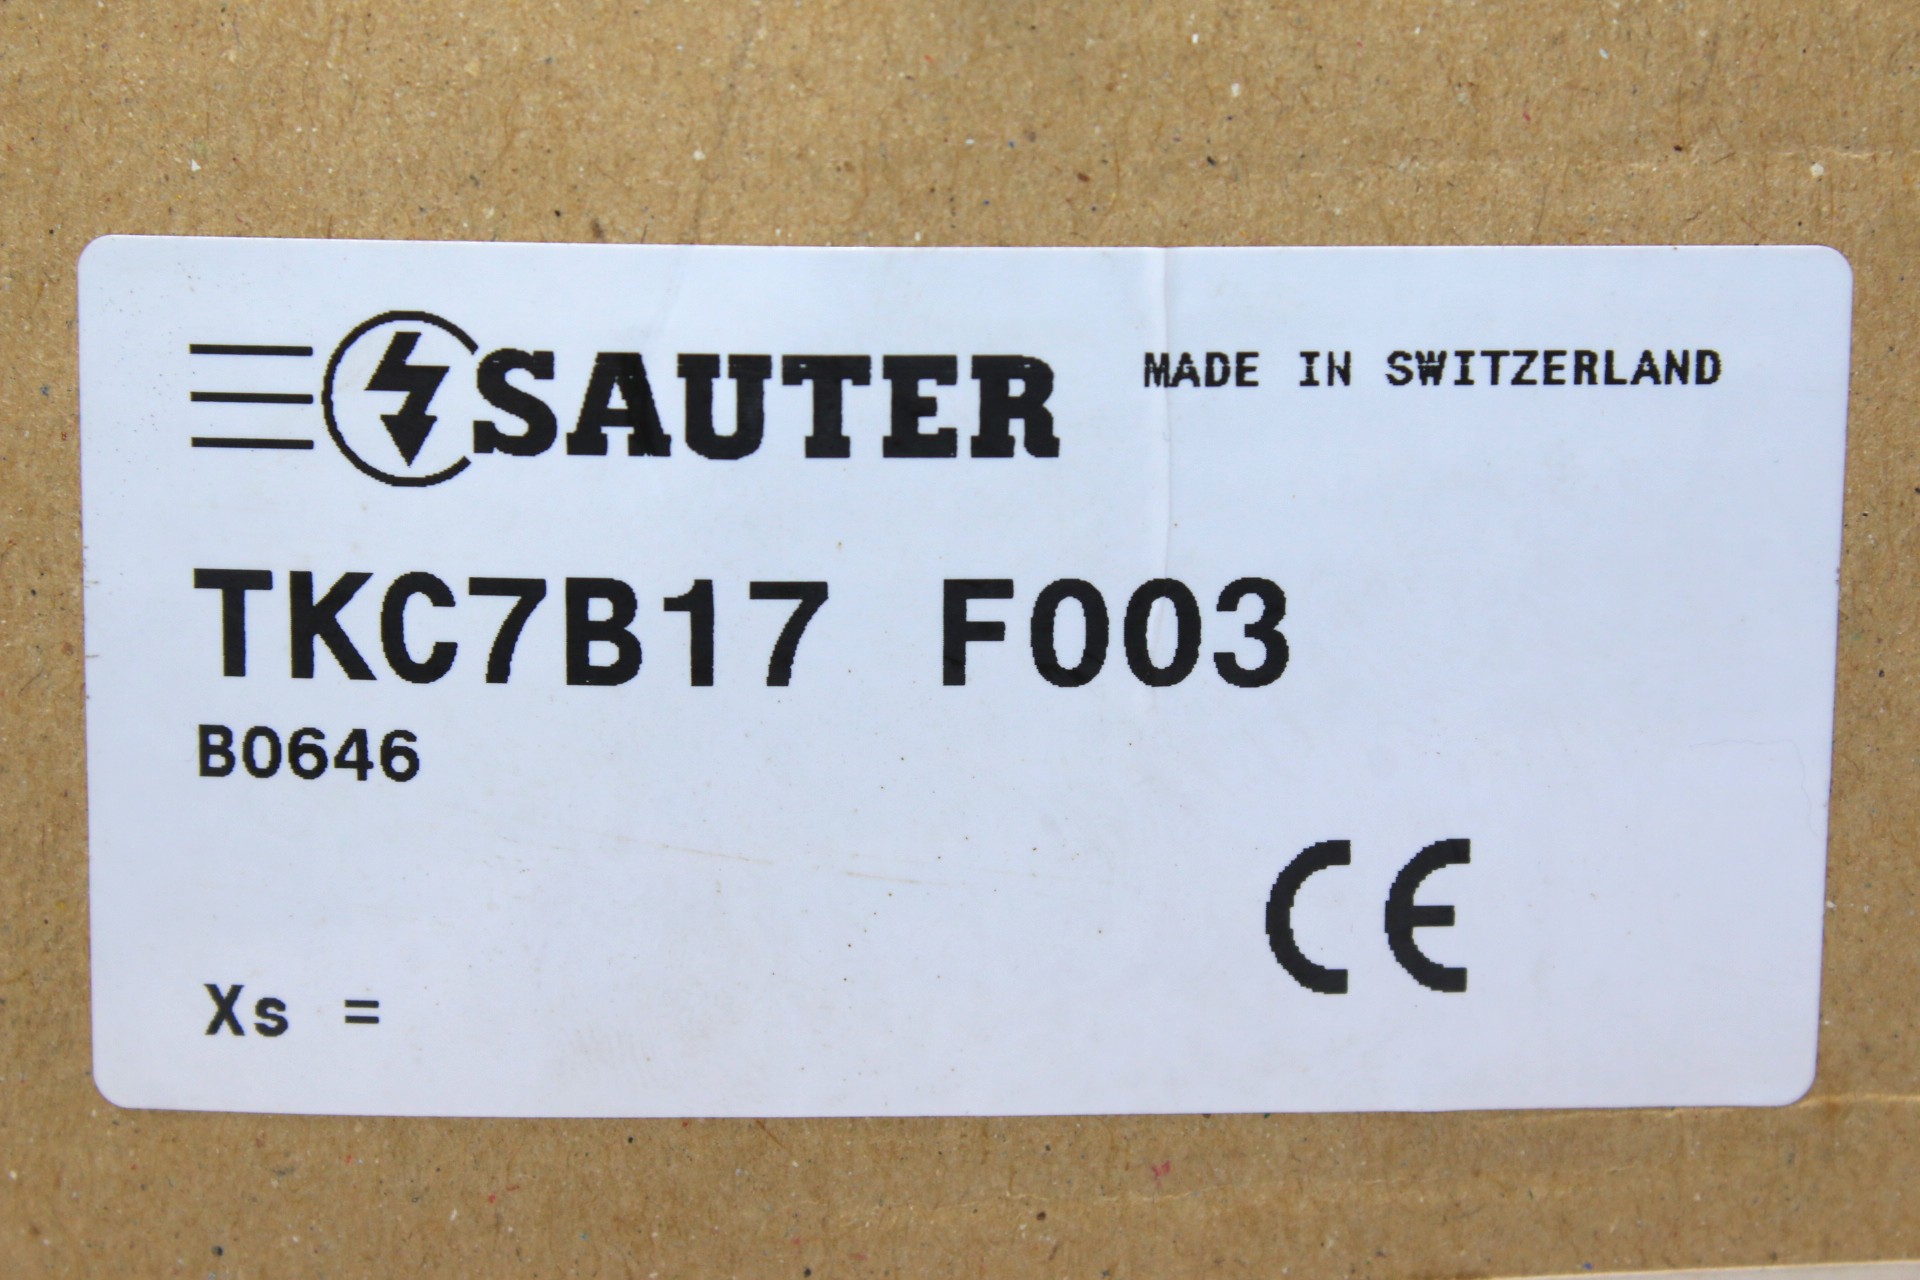 SAUTER
MADE IN SWITZERLAND
TKC7B17 F003
B0646
CE
Xs =